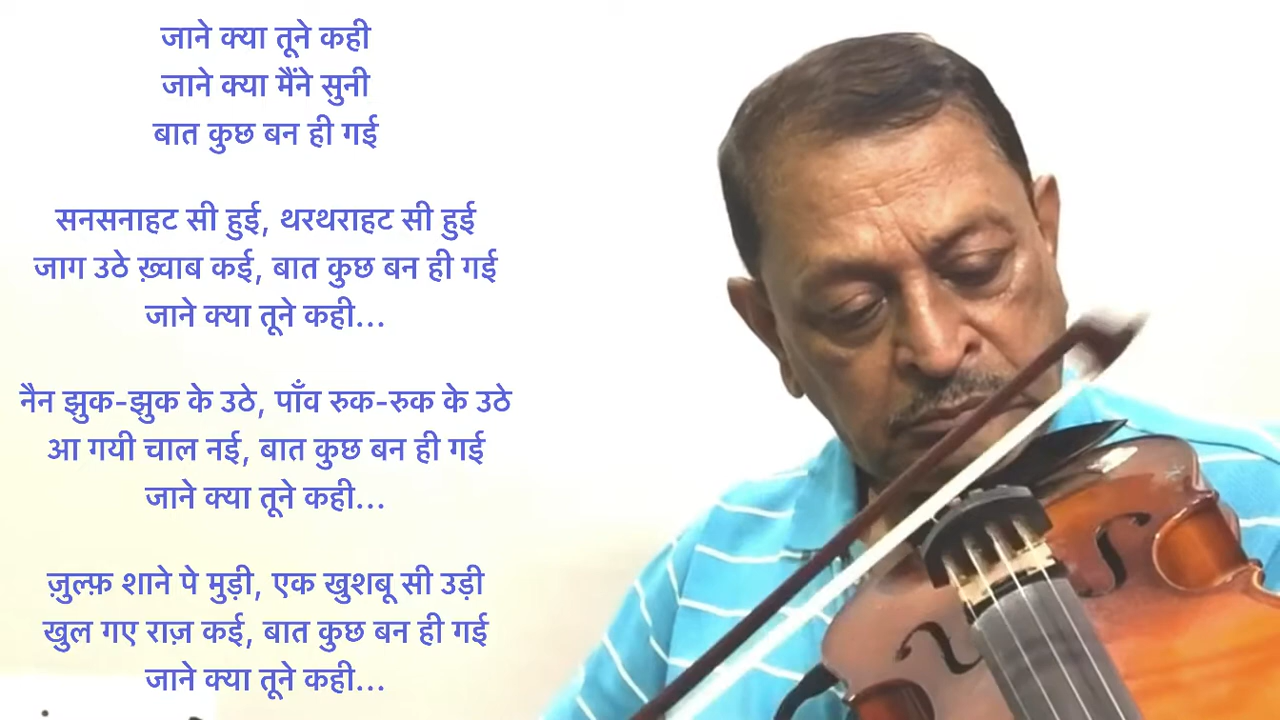 जाने क्या तूने कही
जाने क्या मैंने सुनी
बात कुछ बन ही गई
सनसनाहट सी हुई, थरथराहट सी हुई
जाग उठे ख़्वाब कई, बात कुछ बन ही गई
जाने क्या तूने कही...
नैन झुक-झुक के उठे, पाँव रुक-रुक के उठे
आ गयी चाल नई, बात कुछ बन ही गई
जाने क्या तूने कही...
ज़ुल्फ़ शाने पे मुड़ी, एक खुशबू सी उड़ी
खुल गए राज़ कई, बात कुछ बन ही गई
जाने क्या तूने कही...